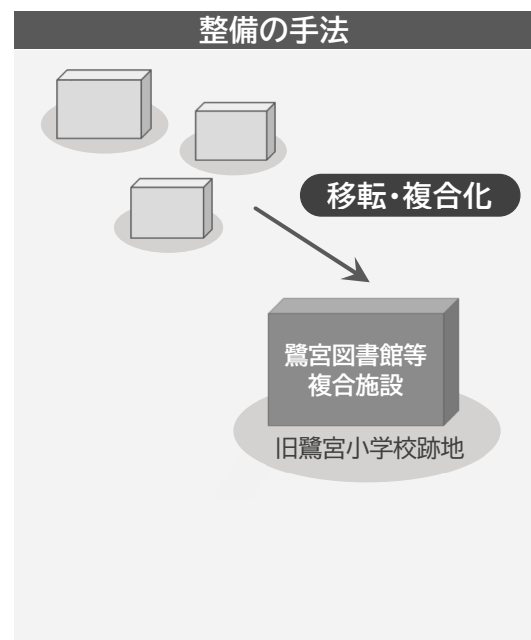 整備の手法
移転・複合化
鷺宮図書館等
複合施設
旧鷺宮小学校跡地